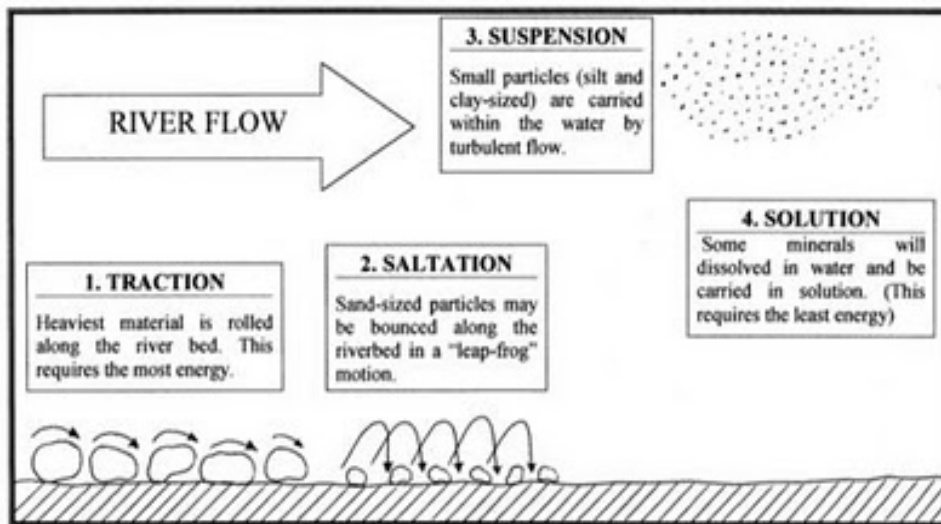 RIVER FLOW
3. SUSPENSION
Small particles (silt and
clay-sized) are carried
within the water by
turbulent flow.
4. SOLUTION
Some minerals will
dissolved in water and be
carried in solution. (This
requires the least energy)
1. TRACTION
Heaviest material is rolled
along the river bed. This
requires the most energy.
2. SALTATION
Sand-sized particles may
be bounced along the
riverbed in a "leap-frog"
motion.